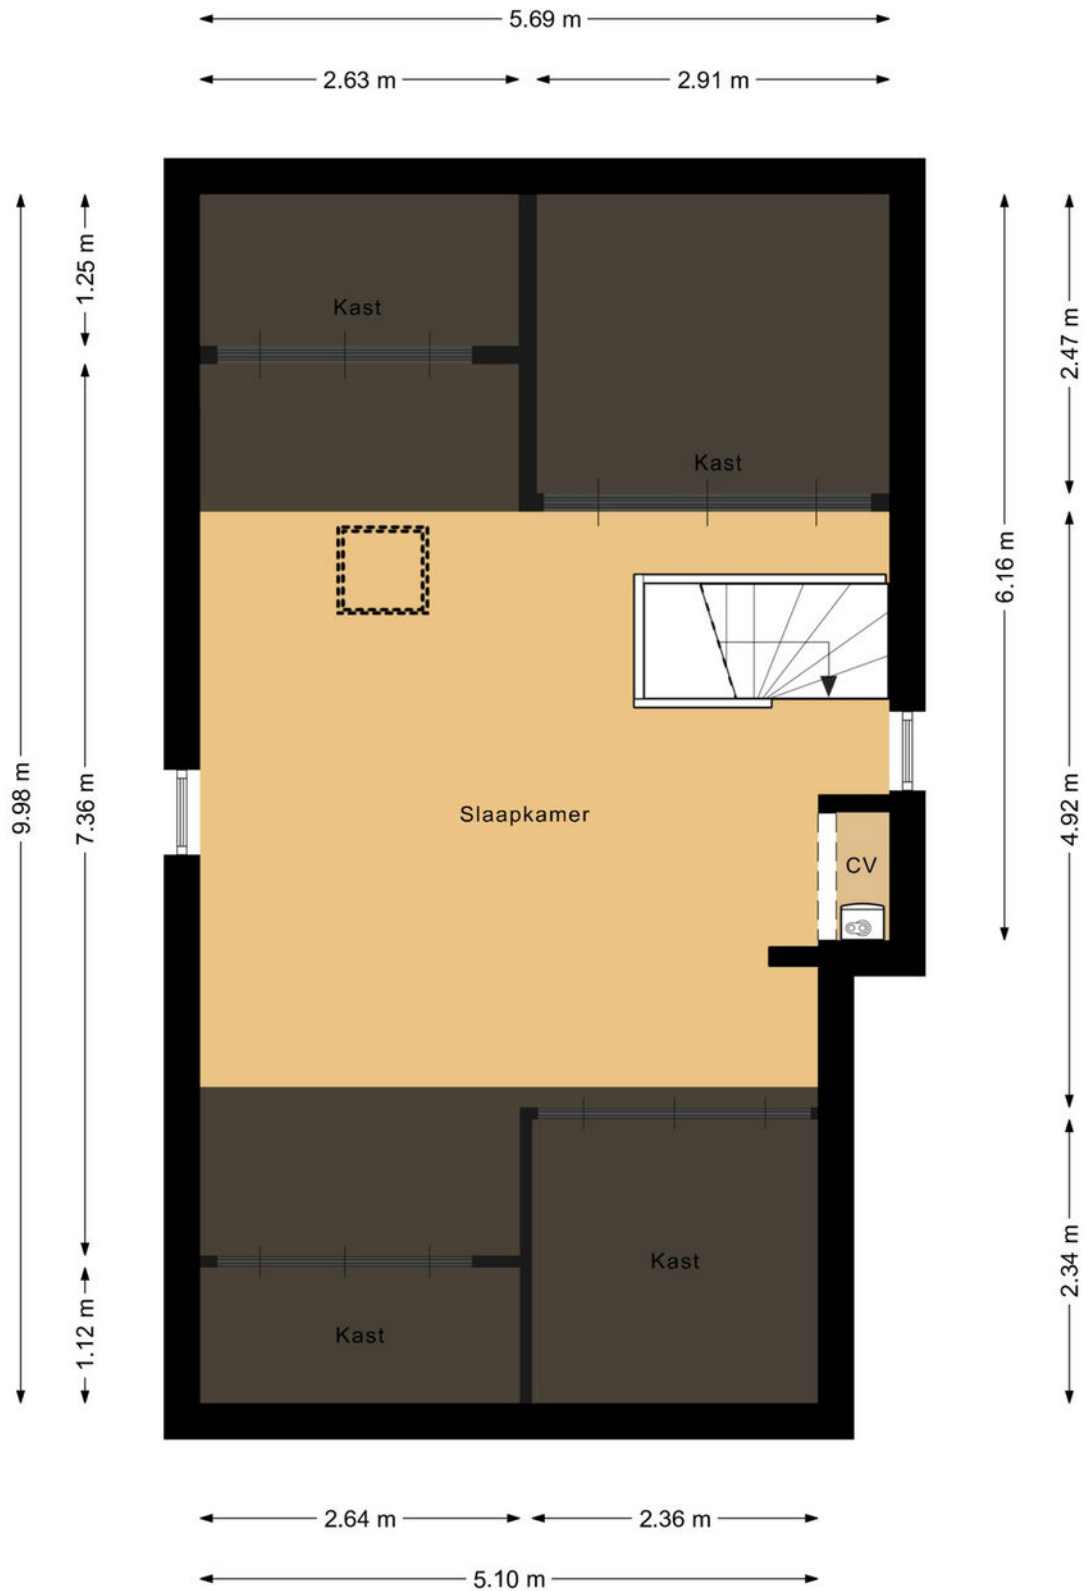 5.69 m
2.63 m
2.91 m
1.25 m
Kast
2.47 m
Kast
6.16 m
9.98 m
7.36 m
Slaapkamer
4.92 m
CV
2.34 m
Kast
1.12 m
Kast
2.64 m
2.36 m
5.10 m